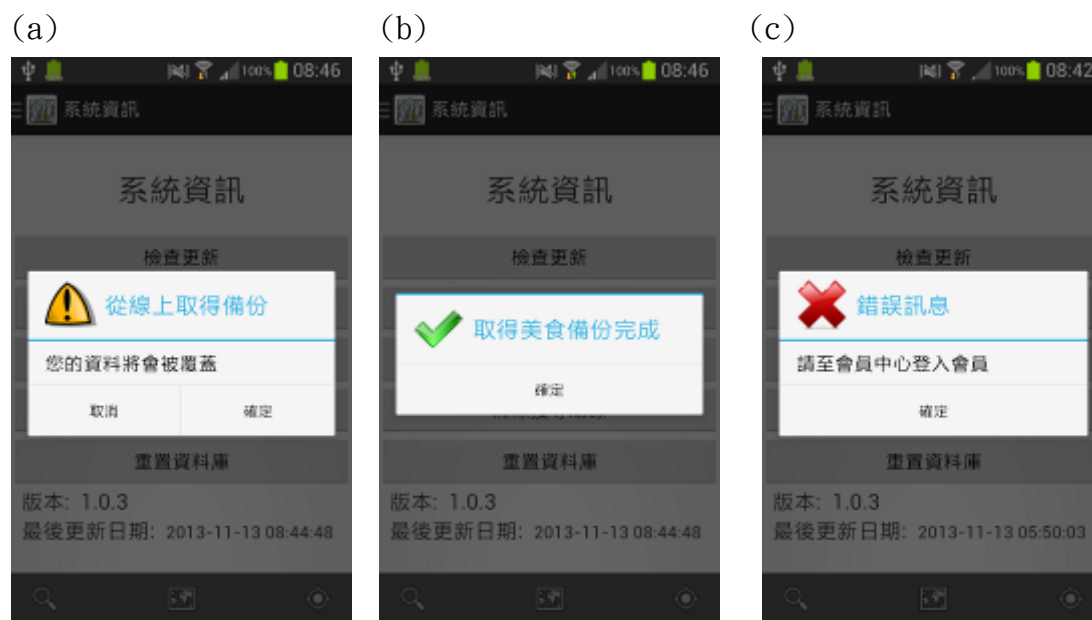 (a)
(b)
(c)
100% 08:46
系統資訊
系統資訊
檢查更新
從線上取得備份
您的資料將會被覆蓋
取消
確定
重置資料庫
版本: 1.0.3
最後更新日期: 2013-11-13 08:44:48
100% 08:46
系統資訊
系統資訊
檢查更新
取得美食備份完成
確定
重置資料庫
版本: 1.0.3
最後更新日期: 2013-11-13 08:44:48
100% 08:42
系統資訊
系統資訊
檢查更新
錯誤訊息
請至會員中心登入會員
確定
重置資料庫
版本: 1.0.3
最後更新日期: 2013-11-13 05:50:03